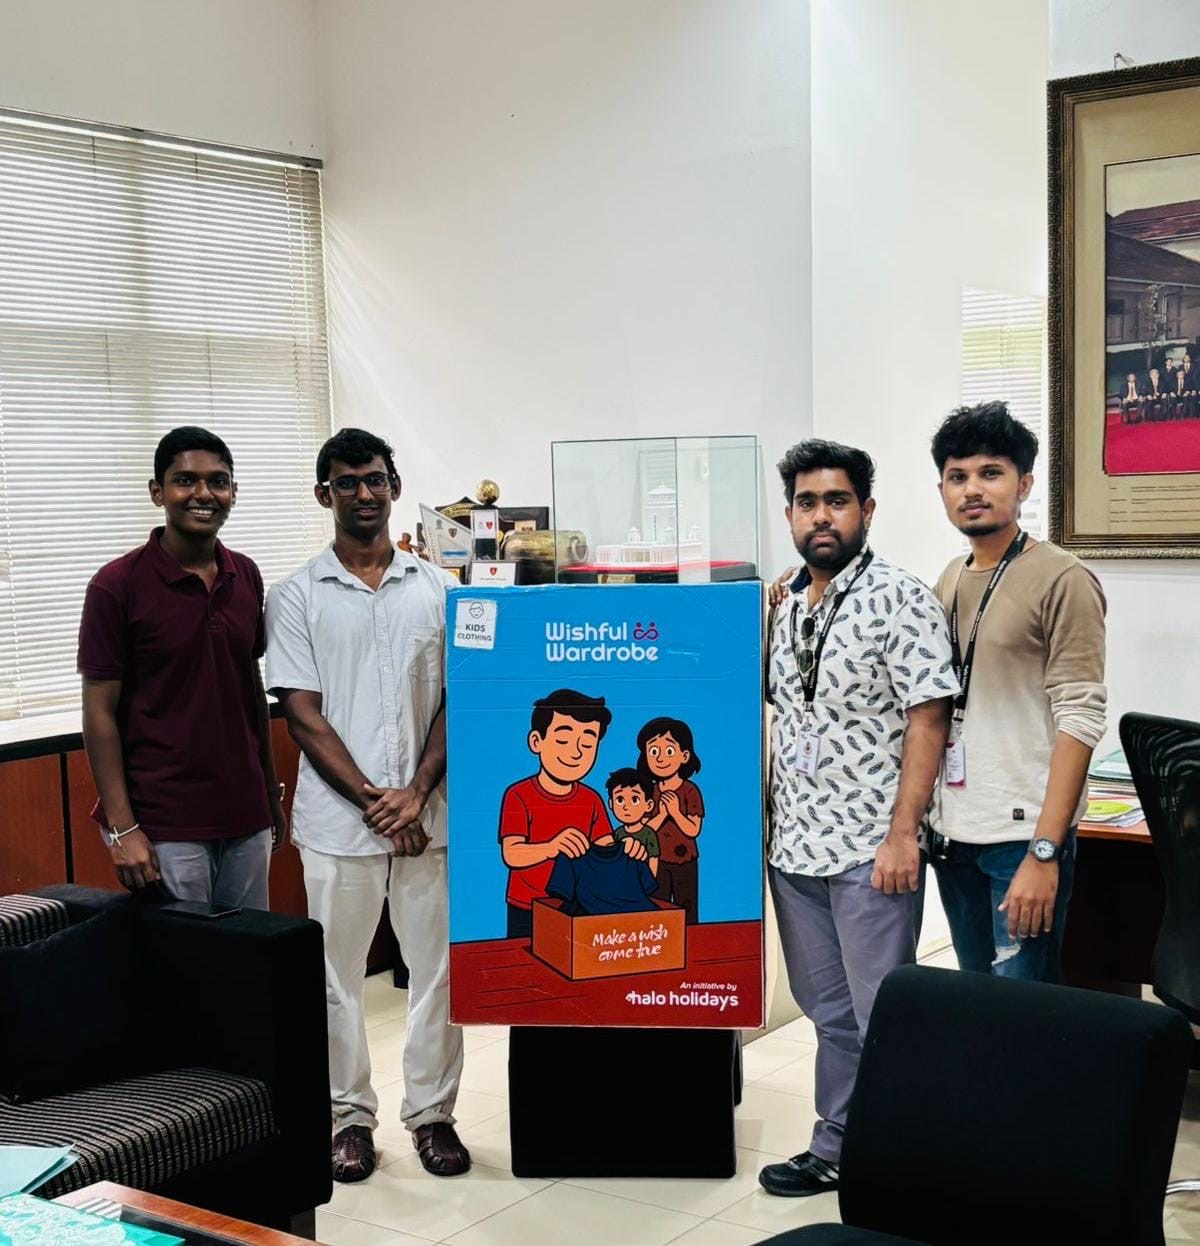 KIDS
CLOTHING
Wishful
Wardrobe
Make a wish
come true
An initiative by
halo holidays